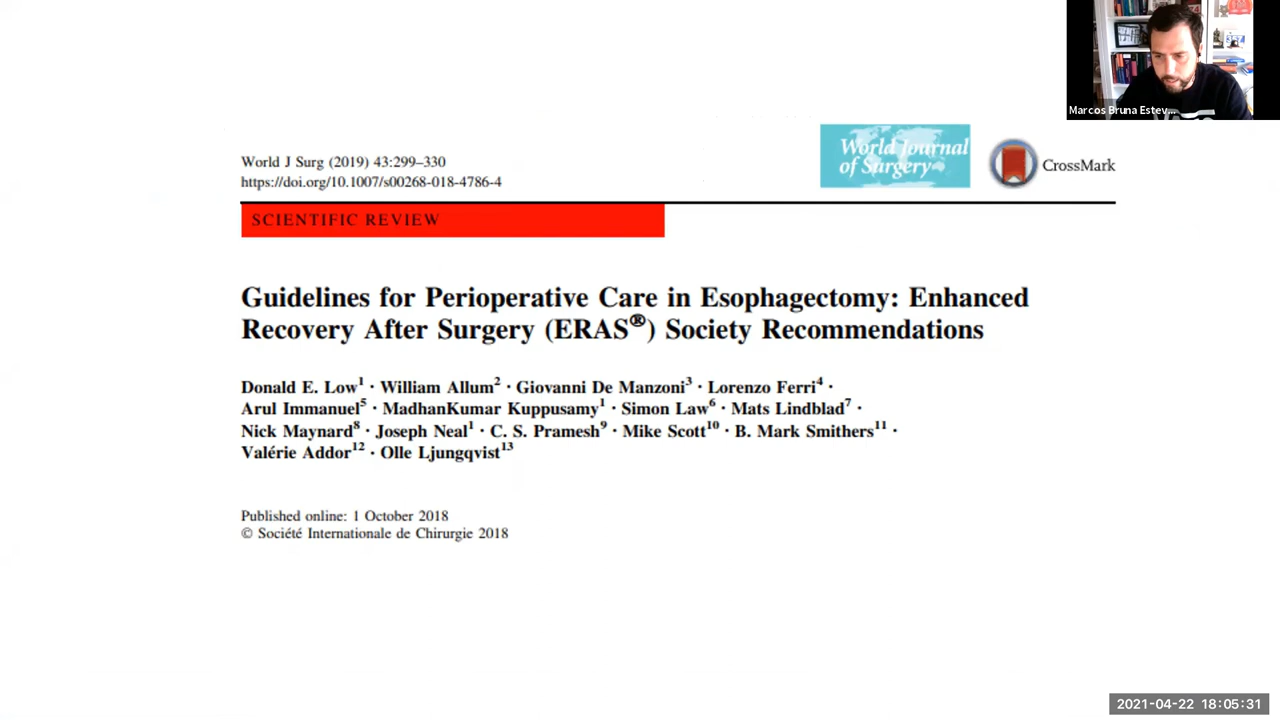 Marcos Bruna Estev...
World J Surg (2019) 43:299–330
https://doi.org/10.1007/s00268-018-4786-4
World Journal
of Surgery
CrossMark
SCIENTIFIC REVIEW
Guidelines for Perioperative Care in Esophagectomy: Enhanced
Recovery After Surgery (ERAS®) Society Recommendations
Donald E. Low1 · William Allum2 · Giovanni De Manzoni3 · Lorenzo Ferri4 ·
Arul Immanuel5 · MadhanKumar Kuppusamy1 · Simon Law6 · Mats Lindblad7 ·
Nick Maynard8 · Joseph Neal1 · C. S. Pramesh9 · Mike Scott10 · B. Mark Smithers11 ·
Valérie Addor12 · Olle Ljungqvist13
Published online: 1 October 2018
© Société Internationale de Chirurgie 2018
2021-04-22 18:05:31